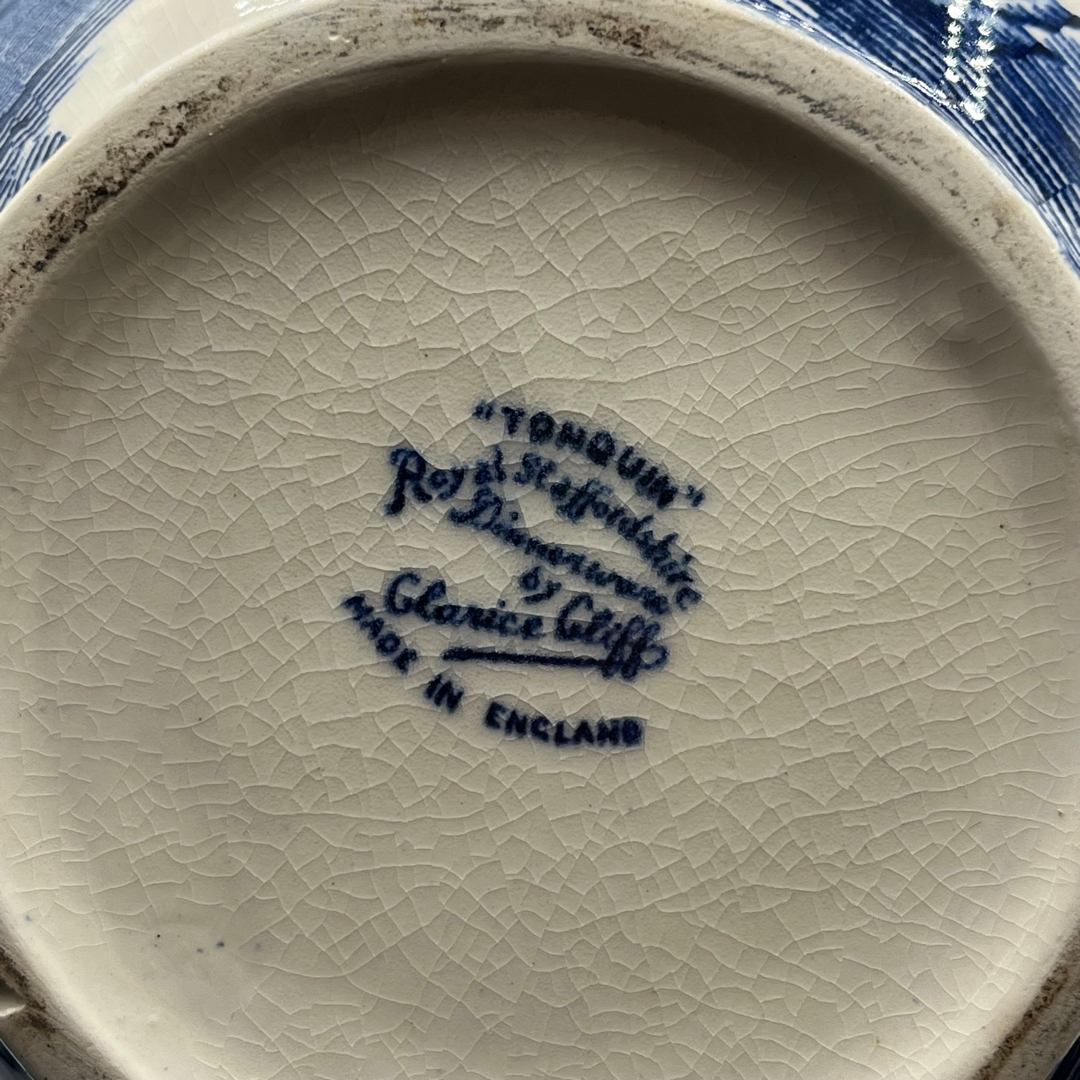 "TONQUIN"
Royal Staffordshire
Dinnerware
by
Clarice Cliff
MADE IN ENGLAND